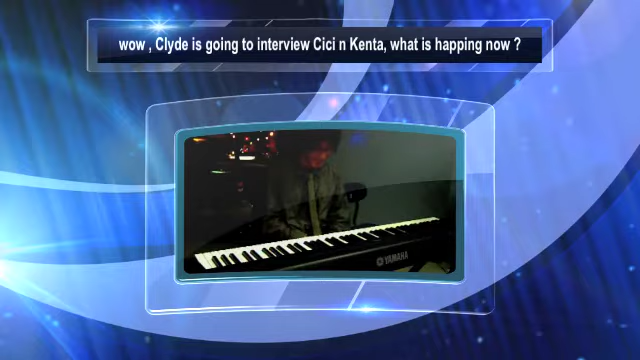 wow , Clyde is going to interview Cici n Kenta, what is happing now ?
YAMAHA